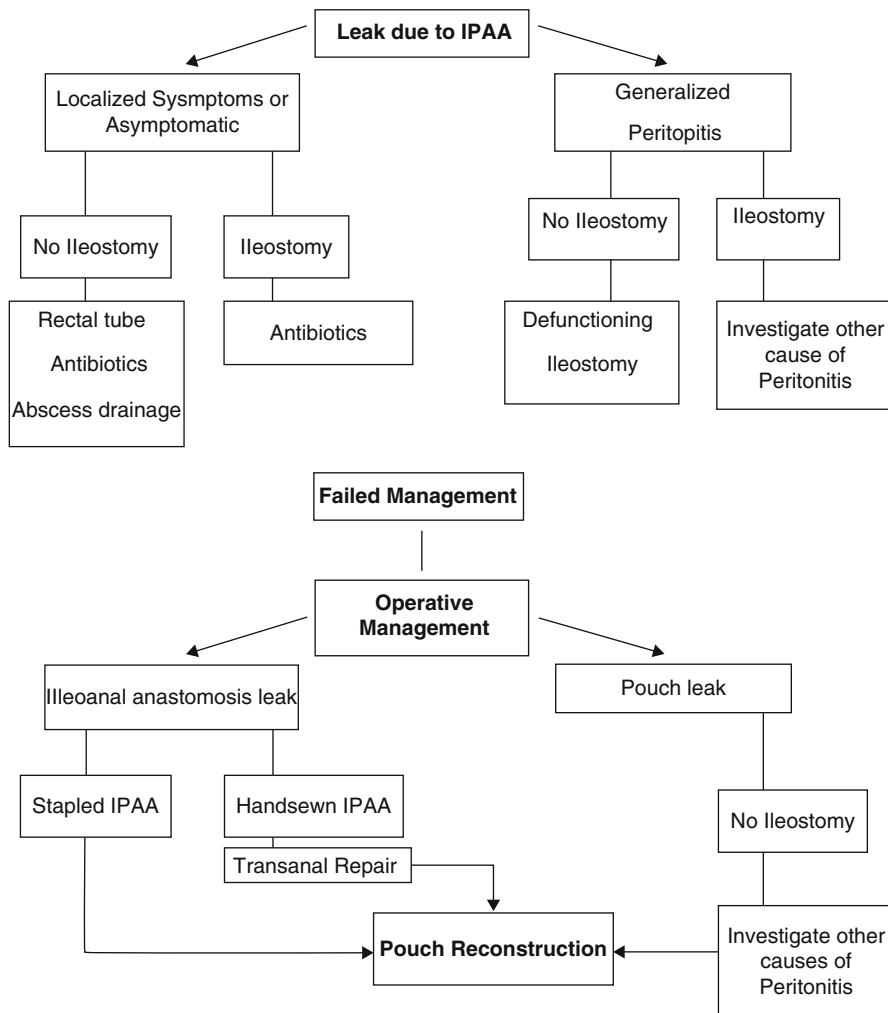 Leak due to IPAA
Localized Sysmptoms or
Asymptomatic
Generalized
Peritopitis
No Ileostomy
Ileostomy
No Ileostomy
Ileostomy
Rectal tube
Antibiotics
Abscess drainage
Antibiotics
Defunctioning
Ileostomy
Investigate other
cause of
Peritonitis
Failed Management
Operative
Management
Illeoanal anastomosis leak
Pouch leak
Stapled IPAA
Handsewn IPAA
No Ileostomy
Transanal Repair
Pouch Reconstruction
Investigate other
causes of
Peritonitis